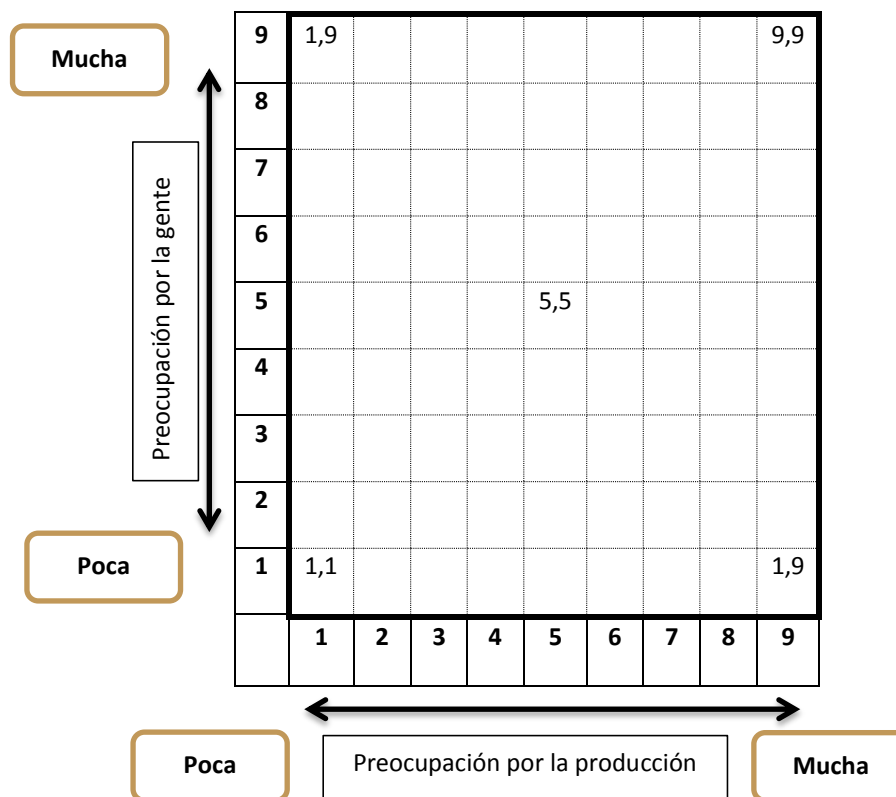 Mucha
9 1,9 9,9
8
7
6
5 5,5
4
3
2
Preocupación por la gente
Poca
1 1,1 1,9
1 2 3 4 5 6 7 8 9
Poca
Preocupación por la producción
Mucha